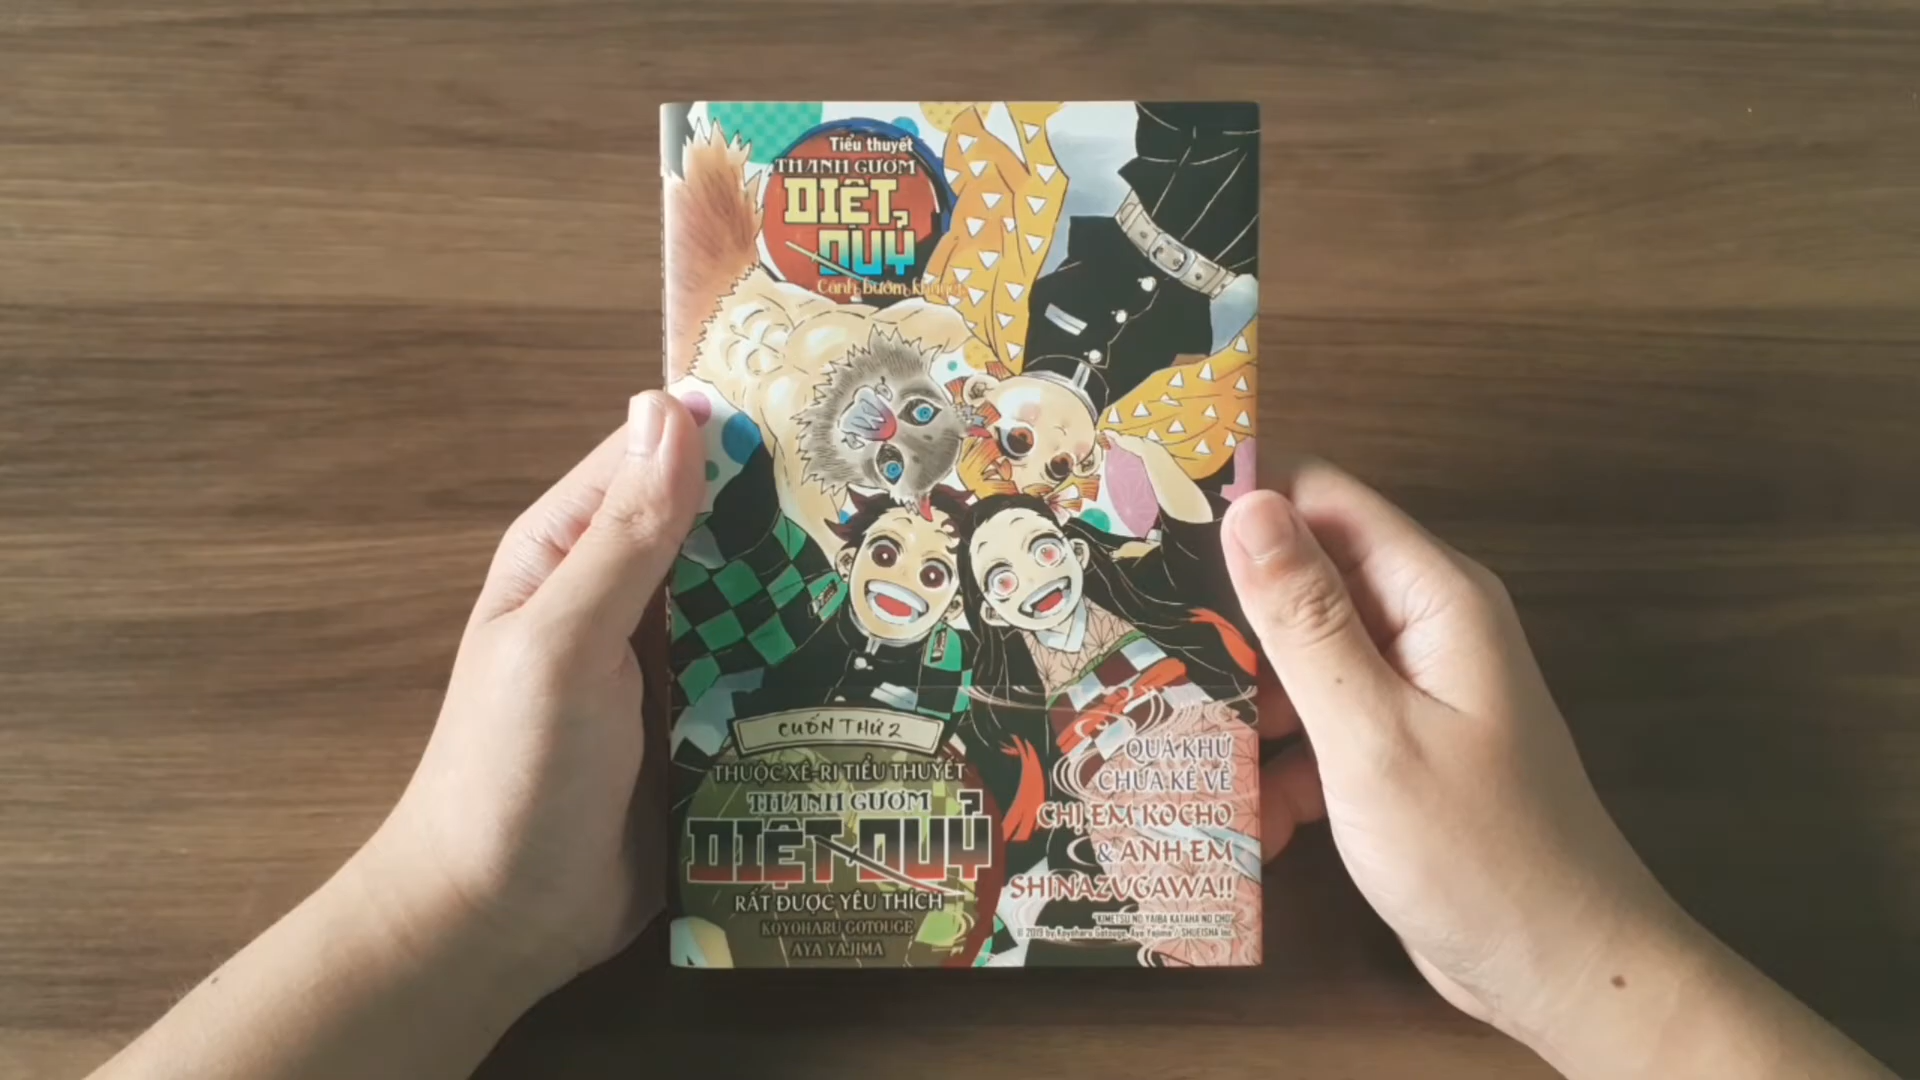 Tiểu thuyết
THANH GƯƠM
DIỆT
QUỶ
Cánh bướm khuyết
CUỐN THỨ 2
THUỘC XÊ-RI TIỂU THUYẾT
THANH GƯƠM
DIỆT QUỶ
RẤT ĐƯỢC YÊU THÍCH
KOYOHARU GOTOUGE
AYA YAJIMA
QUÁ KHỨ
CHƯA KỂ VỀ
CHỊ EM KOCHO
& ANH EM
SHINAZUGAWA!!
"KIMETSU NO YAIBA KATAHA NO CHO"
© 2019 by Koyoharu Gotouge, Aya Yajima / SHUEISHA Inc.